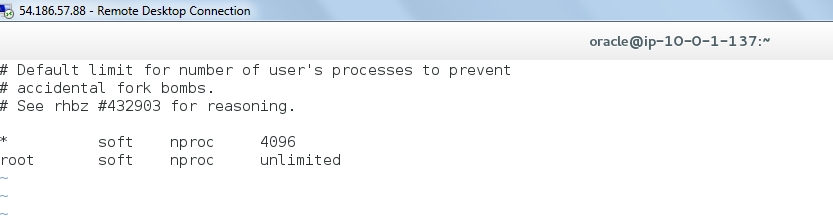 54.186.57.88 - Remote Desktop Connection
oracle@ip-10-0-1-137:~
# Default limit for number of user's processes to prevent
# accidental fork bombs.
# See rhbz #432903 for reasoning.
* soft nproc 4096
root soft nproc unlimited
~
~
~